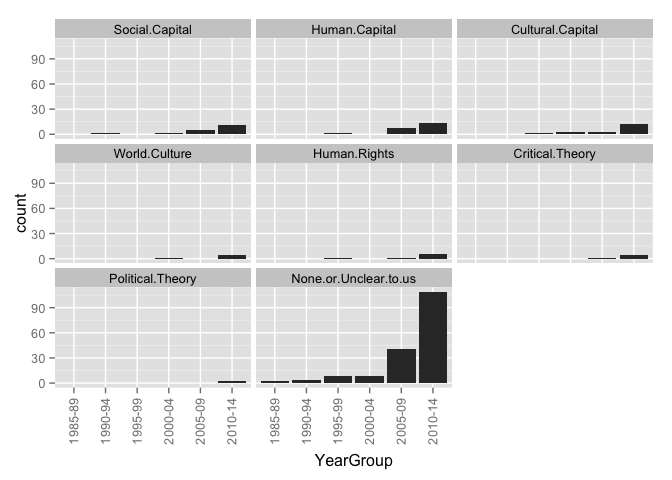 Social.Capital Human.Capital Cultural.Capital
90
60
30
0
World.Culture Human.Rights Critical.Theory
90
60
30
0
count
Political.Theory None.or.Unclear.to.us
90
60
30
0
1985-89 1990-94 1995-99 2000-04 2005-09 2010-14 1985-89 1990-94 1995-99 2000-04 2005-09 2010-14
YearGroup